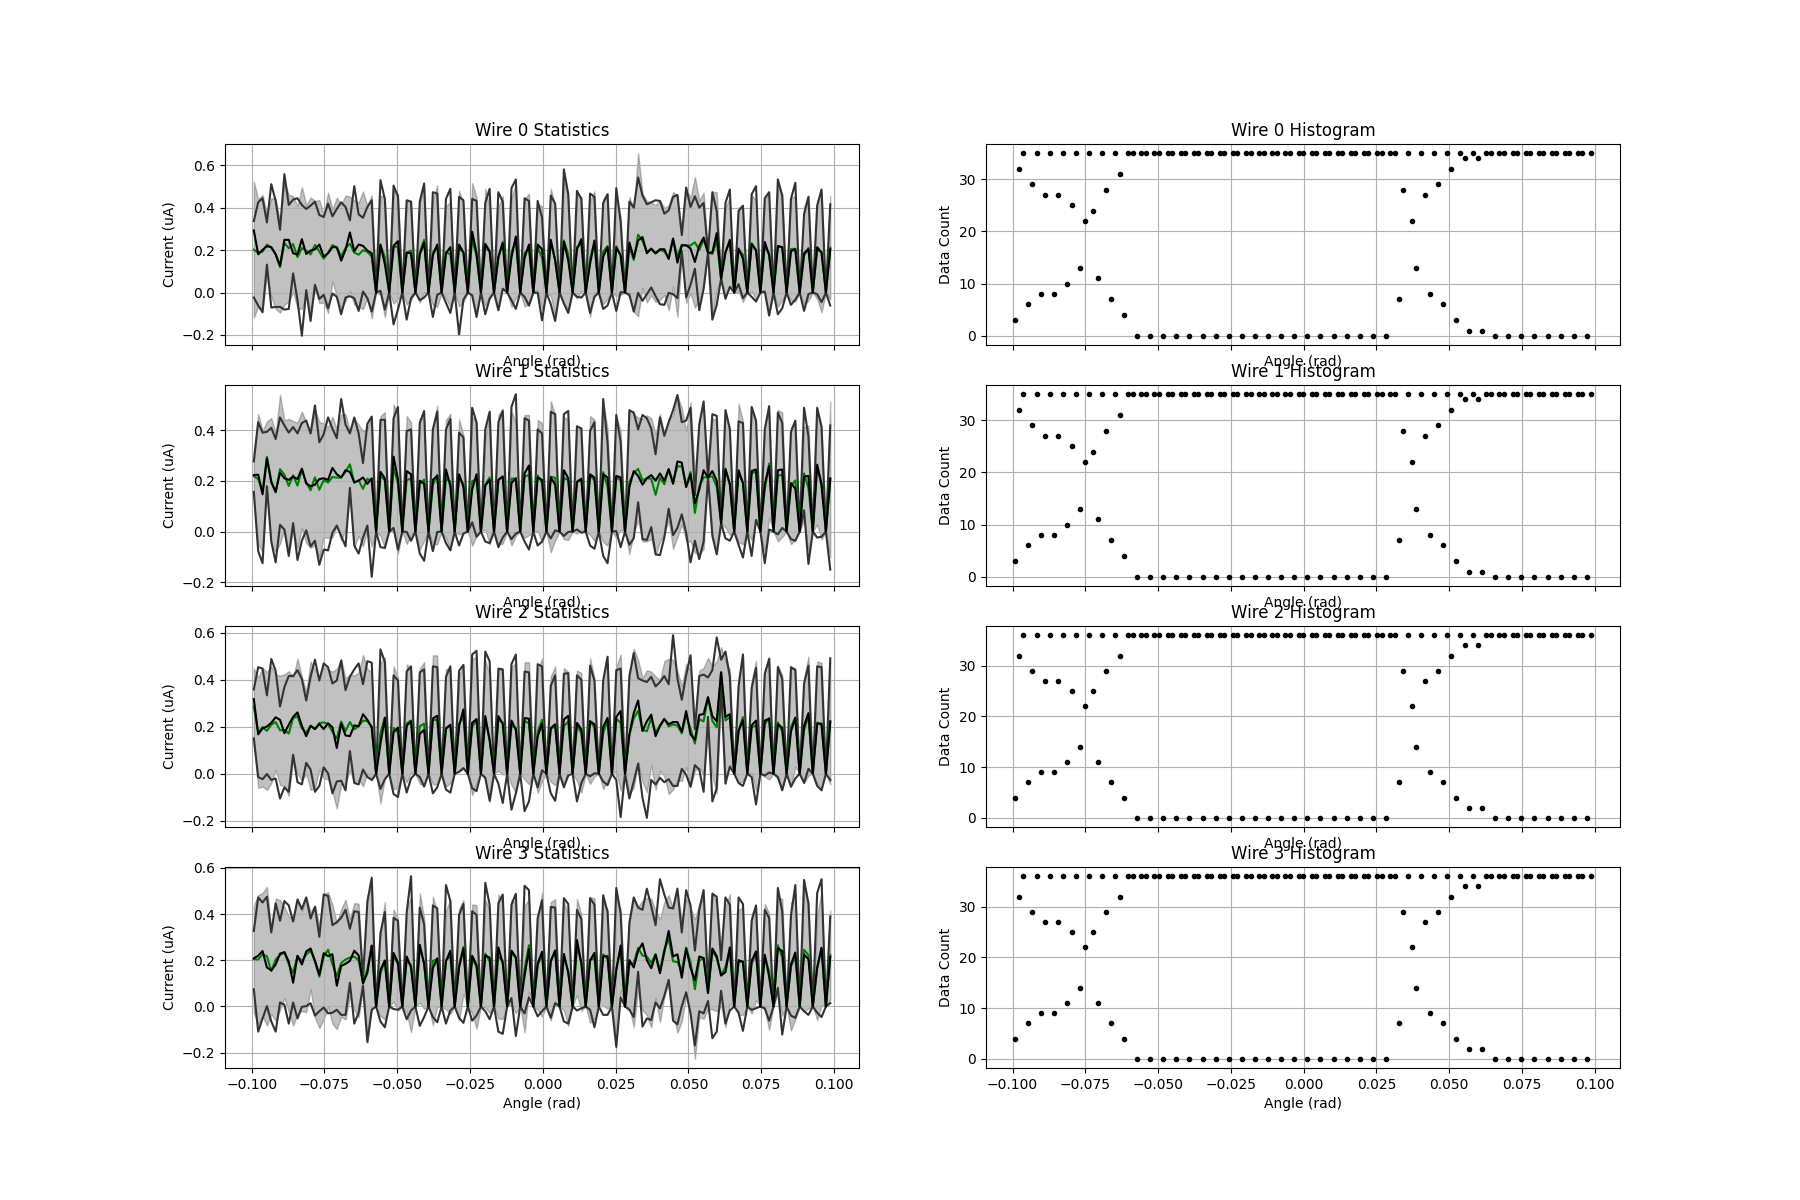 Wire 0 Statistics
Wire 0 Histogram
Current (uA)
0.6
0.4
0.2
0.0
−0.2
Angle (rad)
Data Count
30
20
10
0
Angle (rad)
Wire 1 Statistics
Wire 1 Histogram
Current (uA)
0.4
0.2
0.0
−0.2
Angle (rad)
Data Count
30
20
10
0
Angle (rad)
Wire 2 Statistics
Wire 2 Histogram
Current (uA)
0.6
0.4
0.2
0.0
−0.2
Angle (rad)
Data Count
30
20
10
0
Angle (rad)
Wire 3 Statistics
Wire 3 Histogram
Current (uA)
0.6
0.4
0.2
0.0
−0.2
−0.100 −0.075 −0.050 −0.025 0.000 0.025 0.050 0.075 0.100
Angle (rad)
Data Count
30
20
10
0
−0.100 −0.075 −0.050 −0.025 0.000 0.025 0.050 0.075 0.100
Angle (rad)